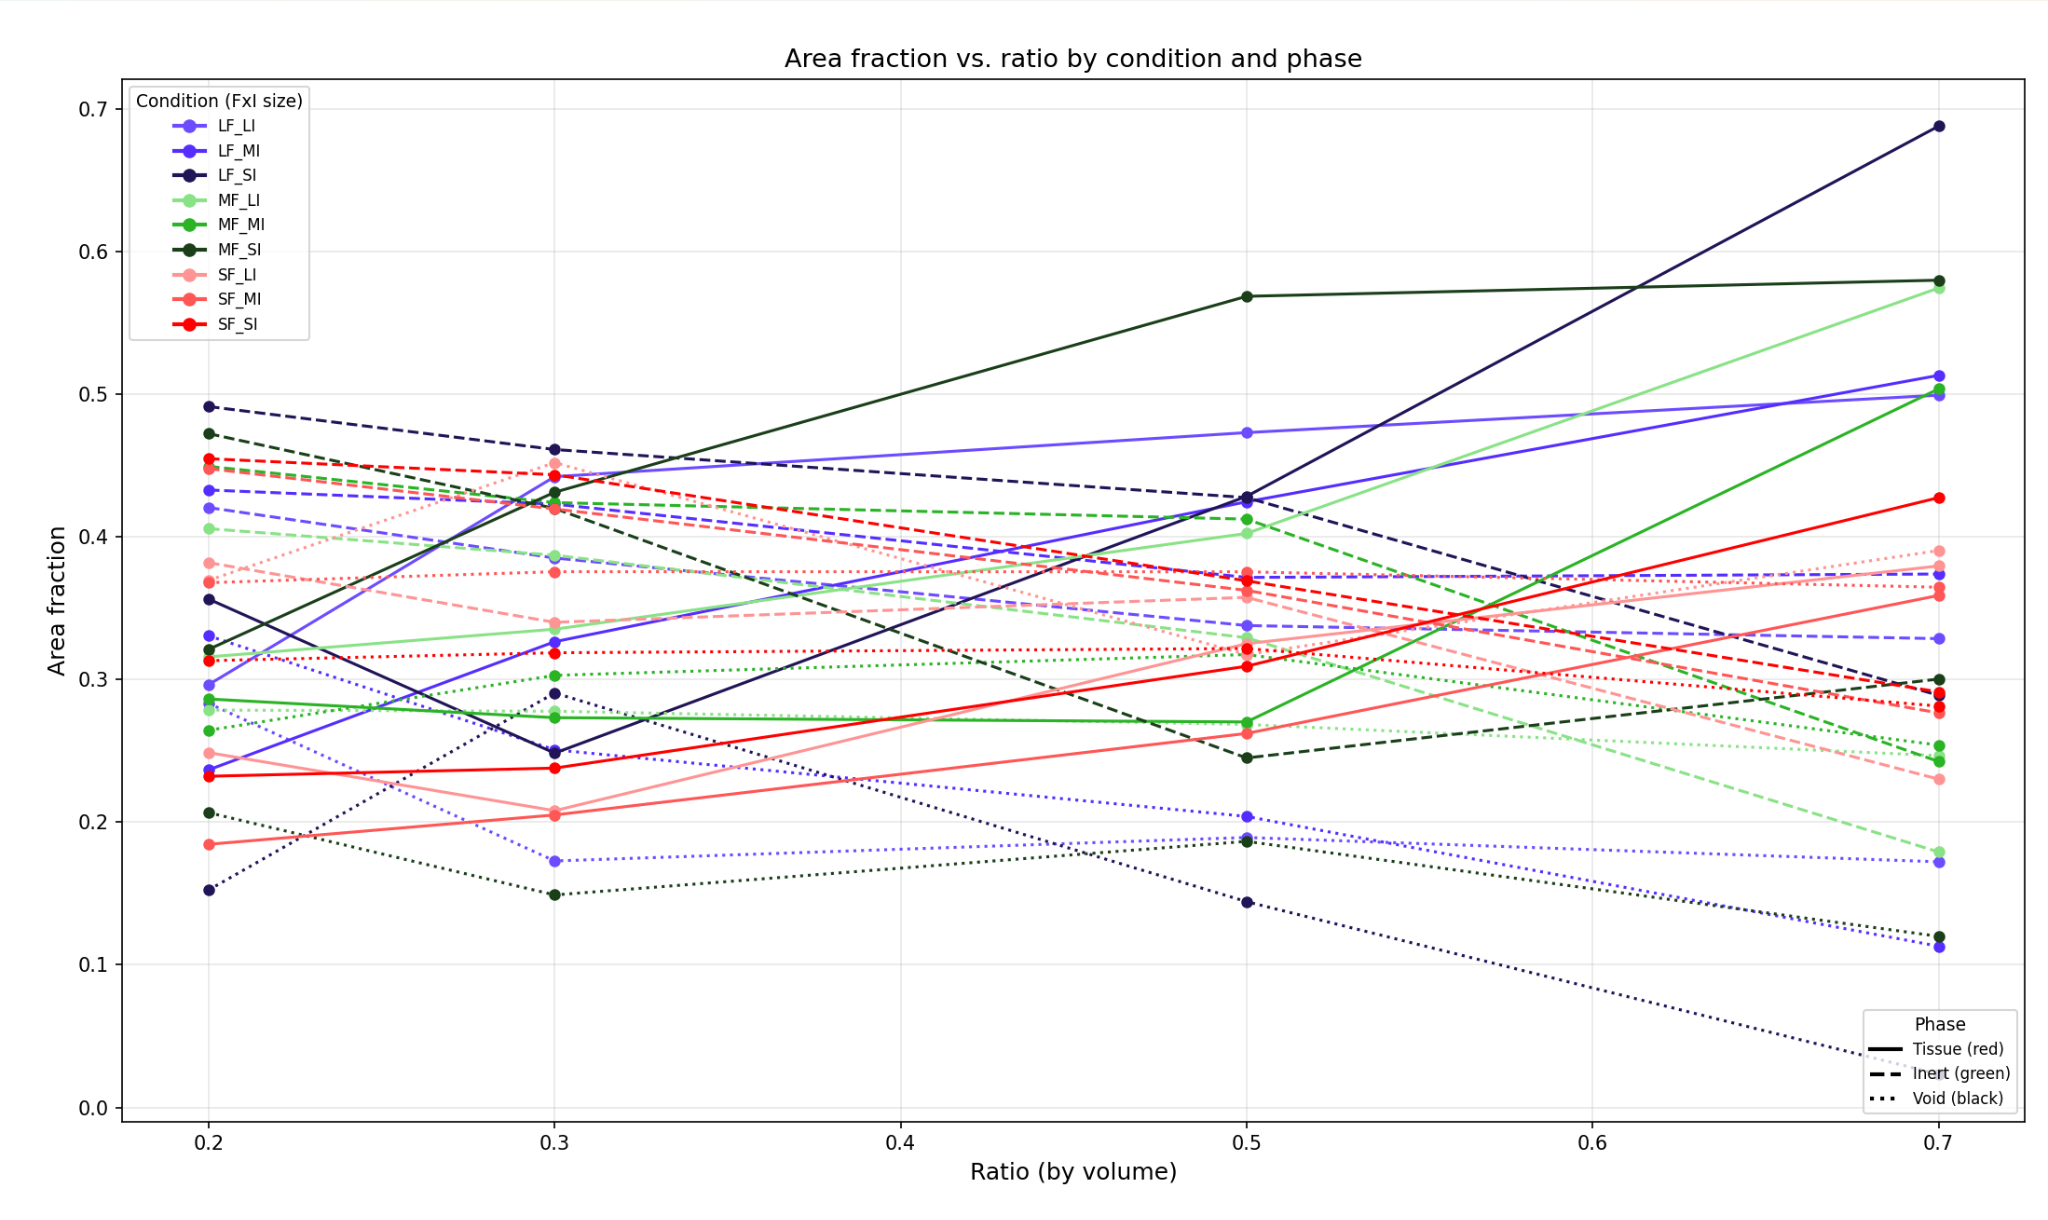 Area fraction vs. ratio by condition and phase
Condition (FxI size)
LF_LI
LF_MI
LF_SI
MF_LI
MF_MI
MF_SI
SF_LI
SF_MI
SF_SI
0.7
0.6
0.5
0.4
0.3
0.2
0.1
0.0
Area fraction
Phase
Tissue (red)
Inert (green)
Void (black)
0.2
0.3
0.4
0.5
0.6
0.7
Ratio (by volume)